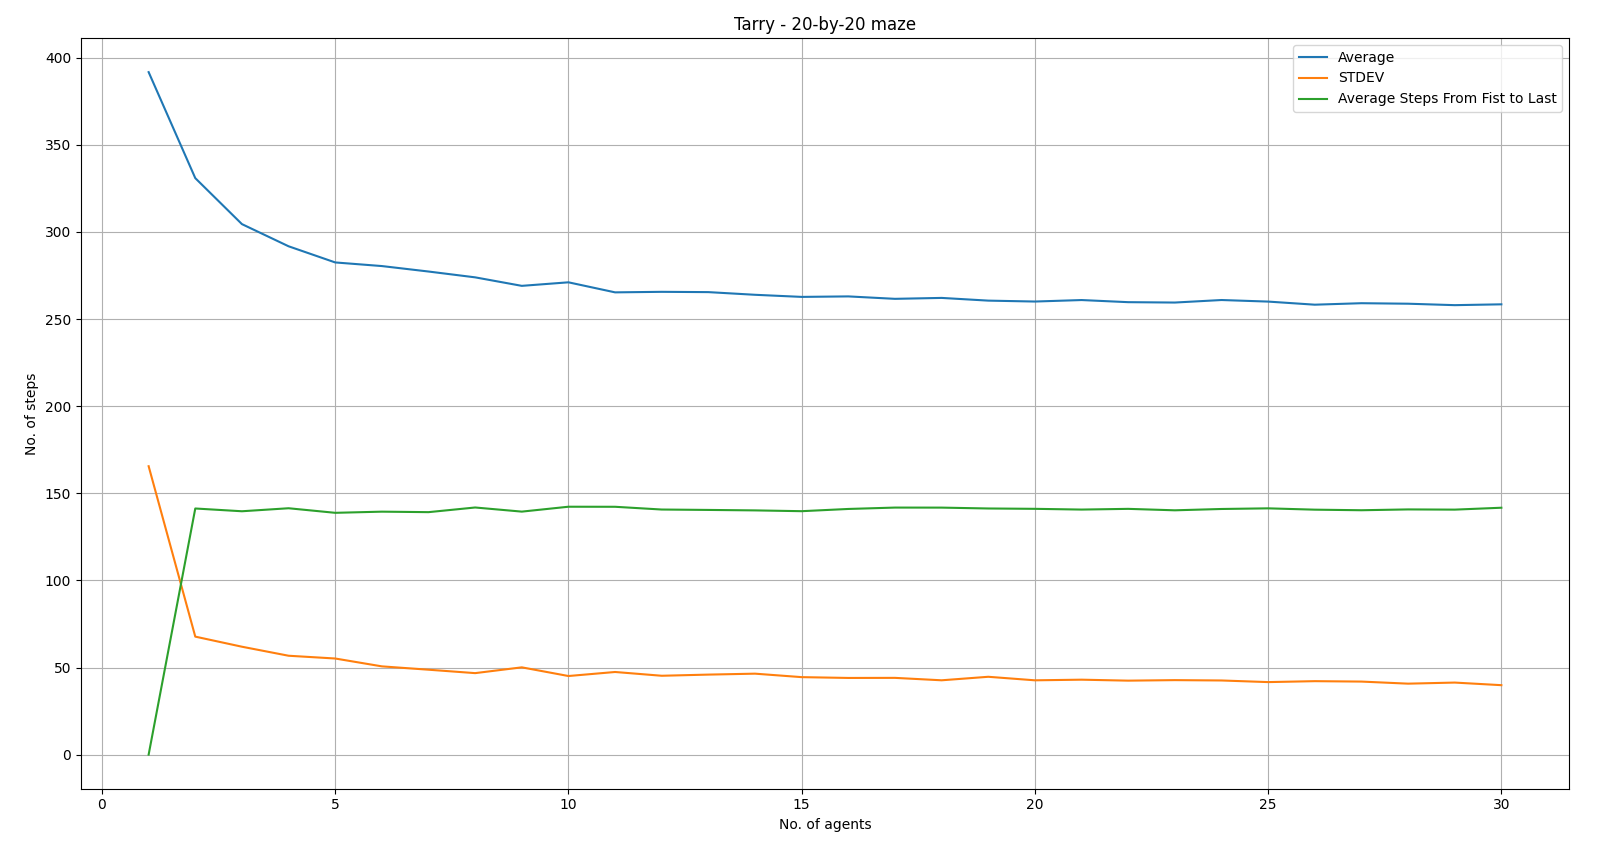 Tarry - 20-by-20 maze
Average
STDEV
Average Steps From Fist to Last
No. of steps
400
350
300
250
200
150
100
50
0
0 5 10 15 20 25 30
No. of agents